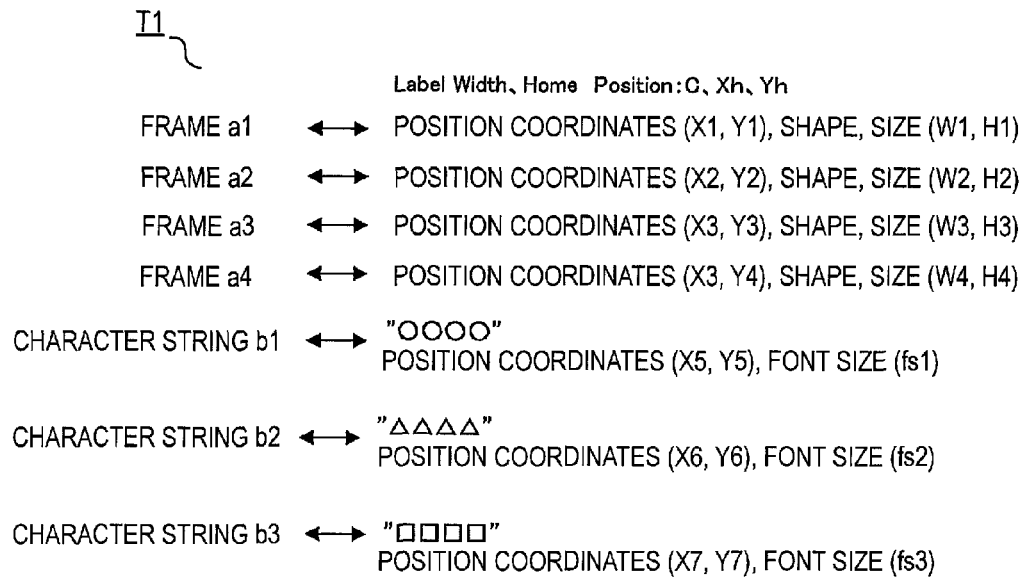 T1
Label Width、Home Position:C、Xh、Yh
FRAME a1 ↔ POSITION COORDINATES (X1, Y1), SHAPE, SIZE (W1, H1)
FRAME a2 ↔ POSITION COORDINATES (X2, Y2), SHAPE, SIZE (W2, H2)
FRAME a3 ↔ POSITION COORDINATES (X3, Y3), SHAPE, SIZE (W3, H3)
FRAME a4 ↔ POSITION COORDINATES (X3, Y4), SHAPE, SIZE (W4, H4)
CHARACTER STRING b1 ↔ "○○○○"
POSITION COORDINATES (X5, Y5), FONT SIZE (fs1)
CHARACTER STRING b2 ↔ "△△△△"
POSITION COORDINATES (X6, Y6), FONT SIZE (fs2)
CHARACTER STRING b3 ↔ "□□□□"
POSITION COORDINATES (X7, Y7), FONT SIZE (fs3)